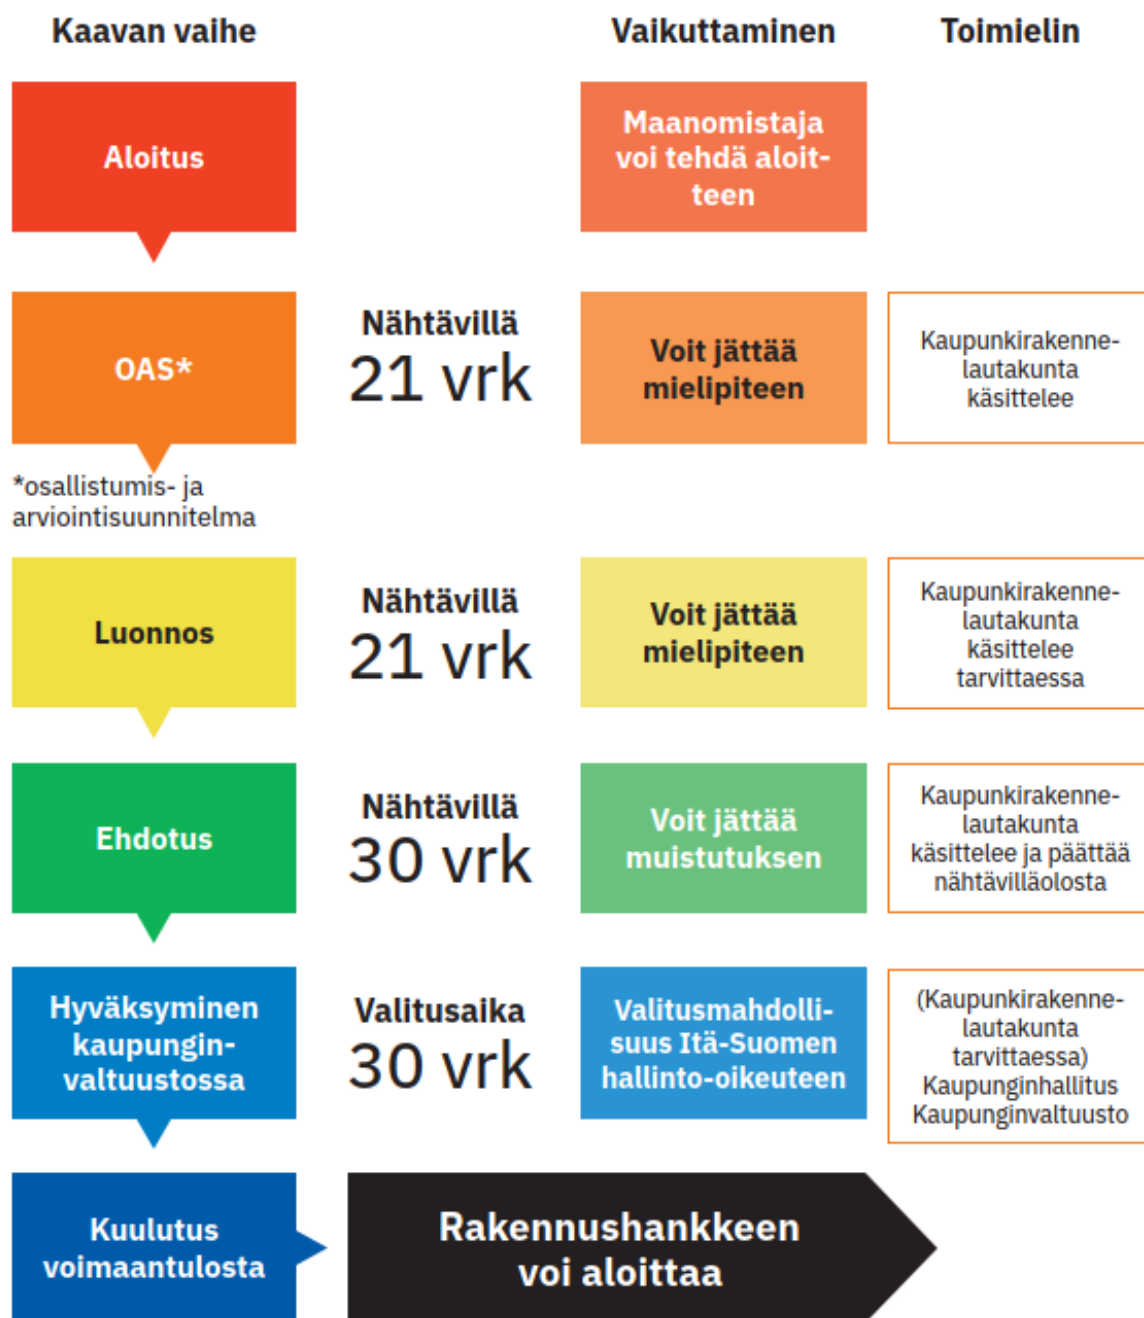 Kaavan vaihe
Vaikuttaminen
Toimielin
Aloitus
Maanomistaja
voi tehdä aloit-
teen
OAS*
Nähtävillä
21 vrk
Voit jättää
mielipiteen
Kaupunkirakenne-
lautakunta
käsittelee
*osallistumis- ja
arviointisuunnitelma
Luonnos
Nähtävillä
21 vrk
Voit jättää
mielipiteen
Kaupunkirakenne-
lautakunta
käsittelee
tarvittaessa
Ehdotus
Nähtävillä
30 vrk
Voit jättää
muistutuksen
Kaupunkirakenne-
lautakunta
käsittelee ja päättää
nähtävilläolosta
Hyväksyminen
kaupungin-
valtuustossa
Valitusaika
30 vrk
Valitusmahdolli-
suus Itä-Suomen
hallinto-oikeuteen
(Kaupunkirakenne-
lautakunta
tarvittaessa)
Kaupunginhallitus
Kaupunginvaltuusto
Kuulutus
voimaantulosta
Rakennushankkeen
voi aloittaa